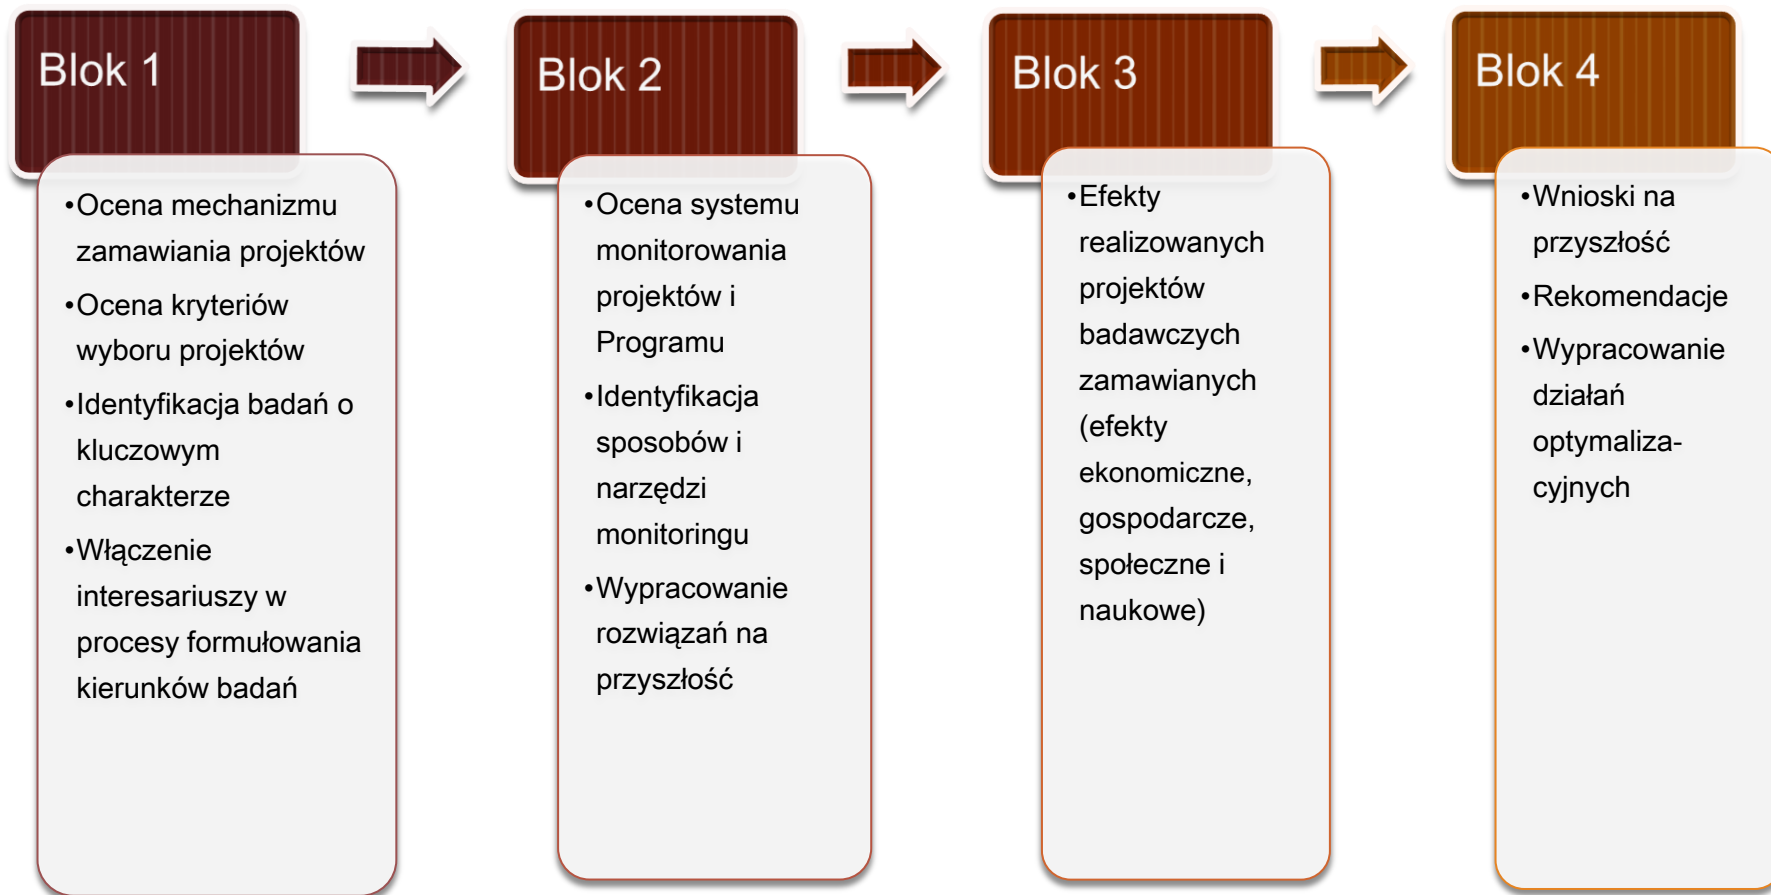 Blok 1
•Ocena mechanizmu
zamawiania projektów
•Ocena kryteriów
wyboru projektów
•Identyfikacja badań o
kluczowym
charakterze
•Włączenie
interesariuszy w
procesy formułowania
kierunków badań
Blok 2
•Ocena systemu
monitorowania
projektów i
Programu
•Identyfikacja
sposobów i
narzędzi
monitoringu
•Wypracowanie
rozwiązań na
przyszłość
Blok 3
•Efekty
realizowanych
projektów
badawczych
zamawianych
(efekty
ekonomiczne,
gospodarcze,
społeczne i
naukowe)
Blok 4
•Wnioski na
przyszłość
•Rekomendacje
•Wypracowanie
działań
optymaliza-
cyjnych